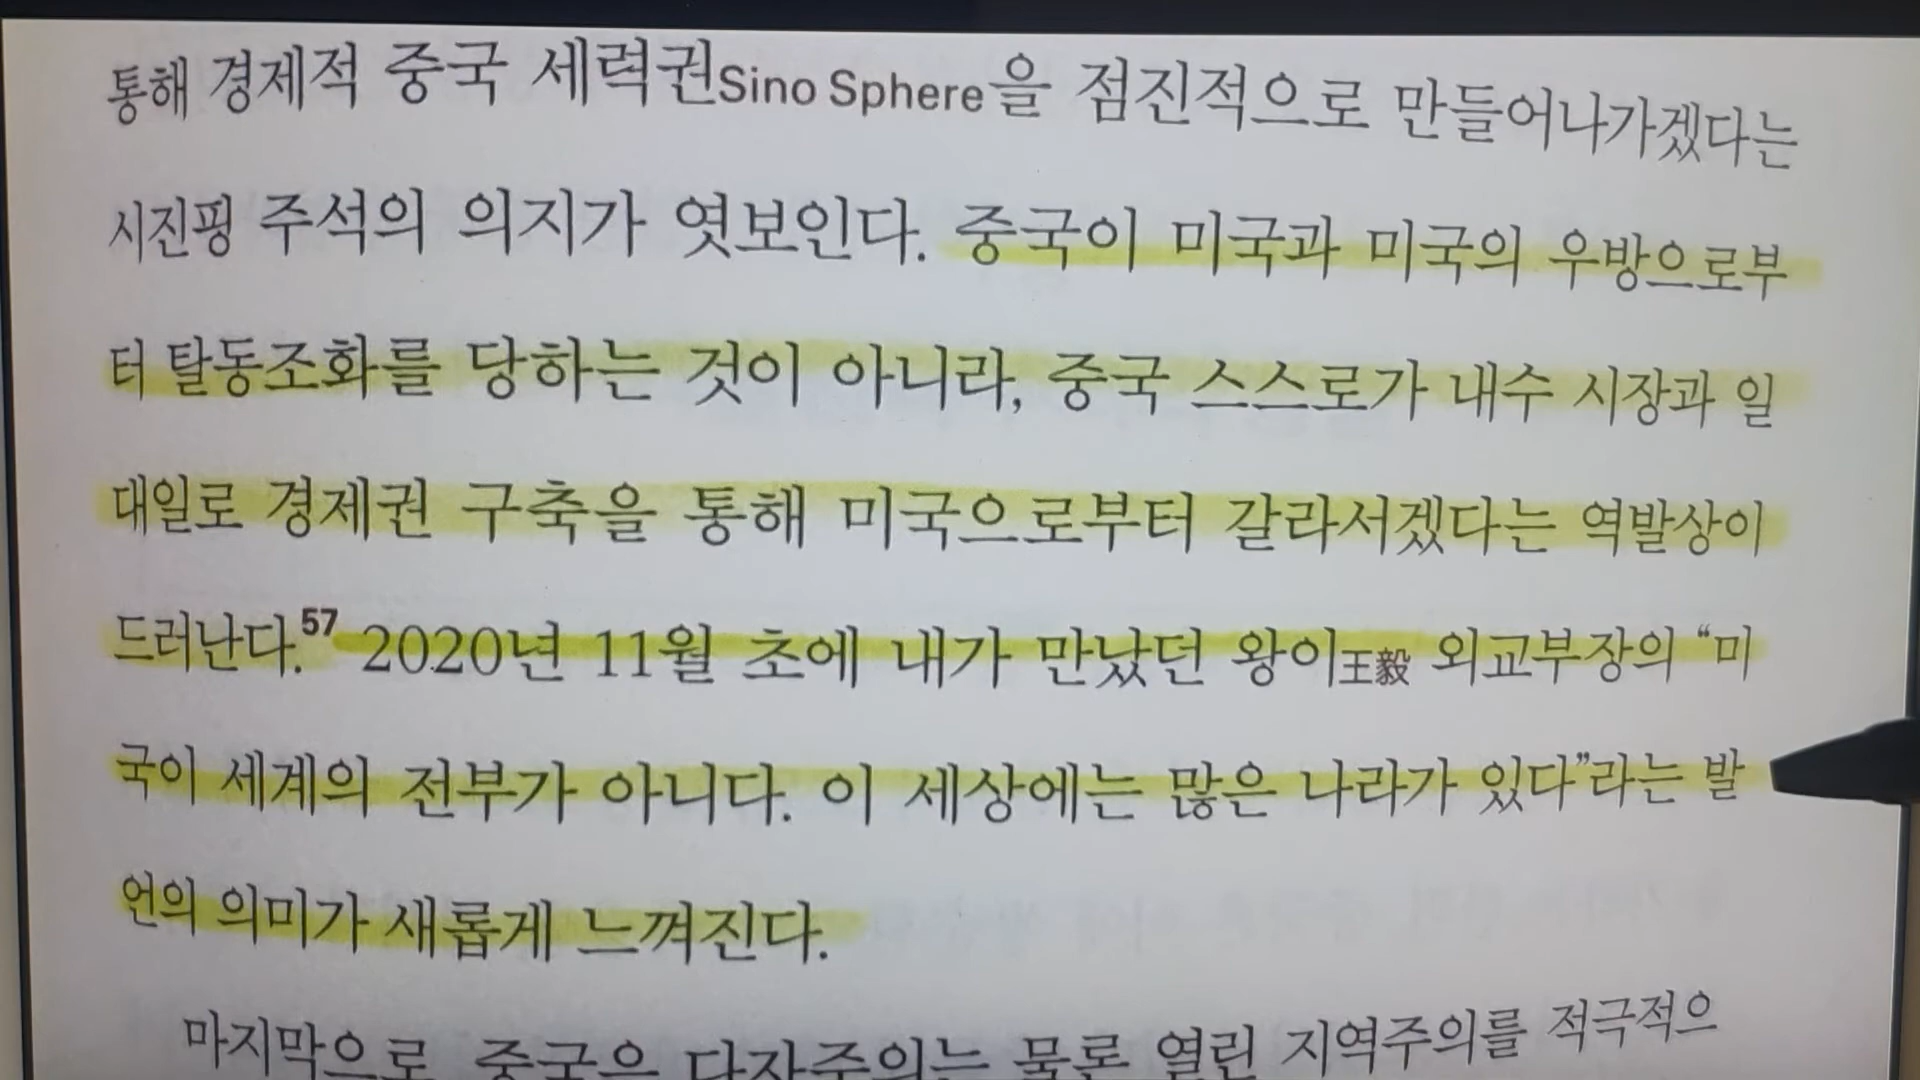 통해 경제적 중국 세력권Sino Sphere을 점진적으로 만들어나가겠다는
시진핑 주석의 의지가 엿보인다. 중국이 미국과 미국의 우방으로부
터 탈동조화를 당하는 것이 아니라, 중국 스스로가 내수 시장과 일
대일로 경제권 구축을 통해 미국으로부터 갈라서겠다는 역발상이
드러난다.57 2020년 11월 초에 내가 만났던 왕이王毅 외교부장의 “미
국이 세계의 전부가 아니다. 이 세상에는 많은 나라가 있다”라는 발
언의 의미가 새롭게 느껴진다.
마지막으로 중국은 다자주의는 물론 열린 지역주의를 적극적으